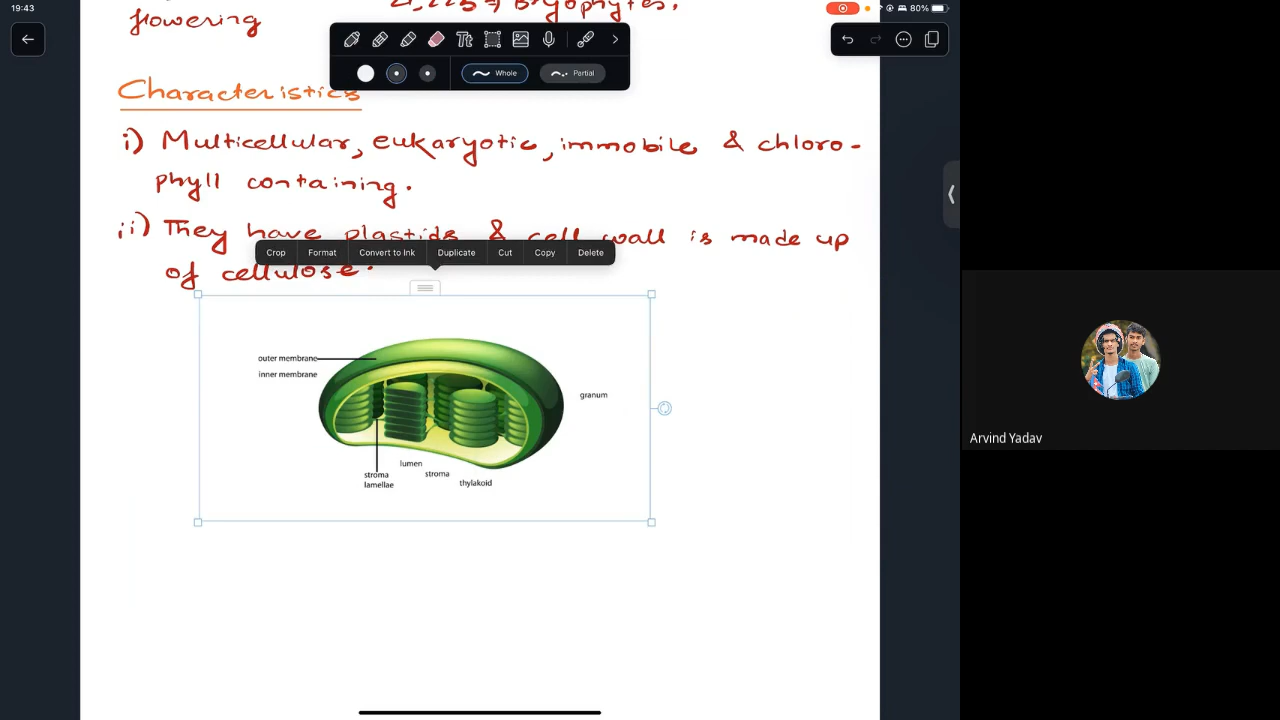 19:43
80%
flowering
Bryophytes.
Tt
Whole
Partial
Characteristics
i) Multicellular, eukaryotic, immobile & chloro-
phyll containing.
ii) They have plastids & cell wall is made up
of cellulose.
Crop Format Convert to Ink Duplicate Cut Copy Delete
outer membrane
inner membrane
granum
lumen
stroma
stroma
lamellae
thylakoid
Arvind Yadav